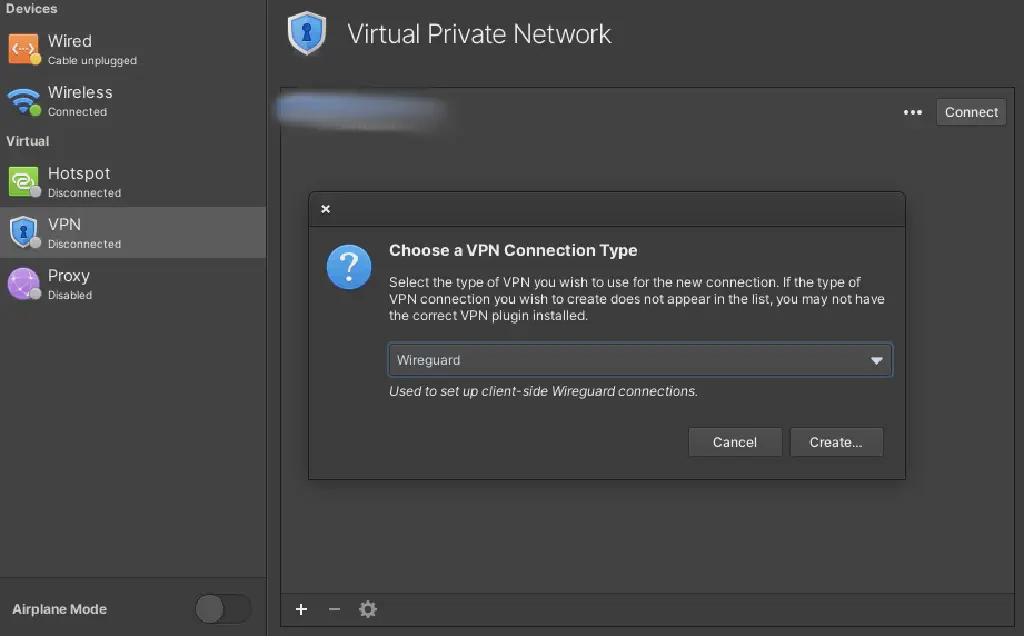 Devices
Wired
Cable unplugged
Wireless
Connected
Virtual
Hotspot
Disconnected
VPN
Disconnected
Proxy
Disabled
Airplane Mode
Virtual Private Network
Connect
Choose a VPN Connection Type
Select the type of VPN you wish to use for the new connection. If the type of
VPN connection you wish to create does not appear in the list, you may not have
the correct VPN plugin installed.
Wireguard
Used to set up client-side Wireguard connections.
Cancel
Create...